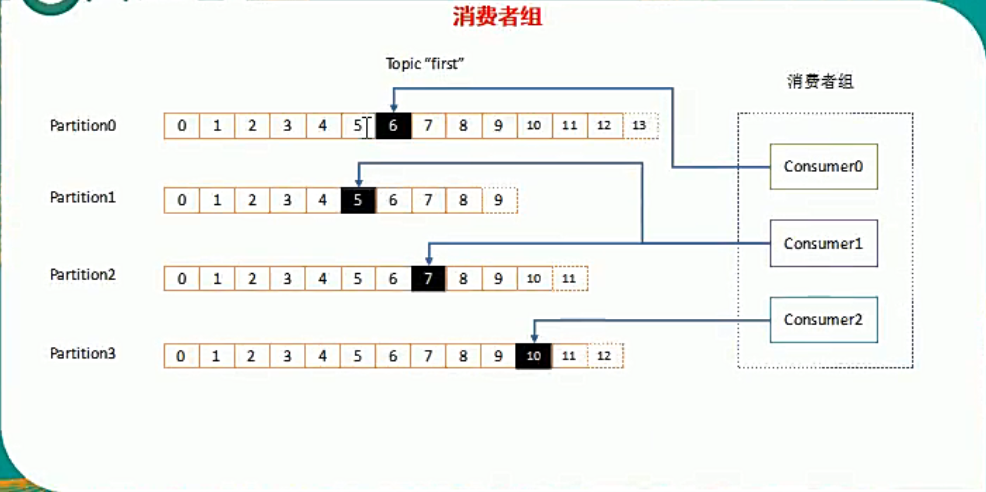 消费者组
Topic “first”
消费者组
Partition0
0 1 2 3 4 5 6 7 8 9 10 11 12 13
Consumer0
Partition1
0 1 2 3 4 5 6 7 8 9
Consumer1
Partition2
0 1 2 3 4 5 6 7 8 9 10 11
Consumer2
Partition3
0 1 2 3 4 5 6 7 8 9 10 11 12